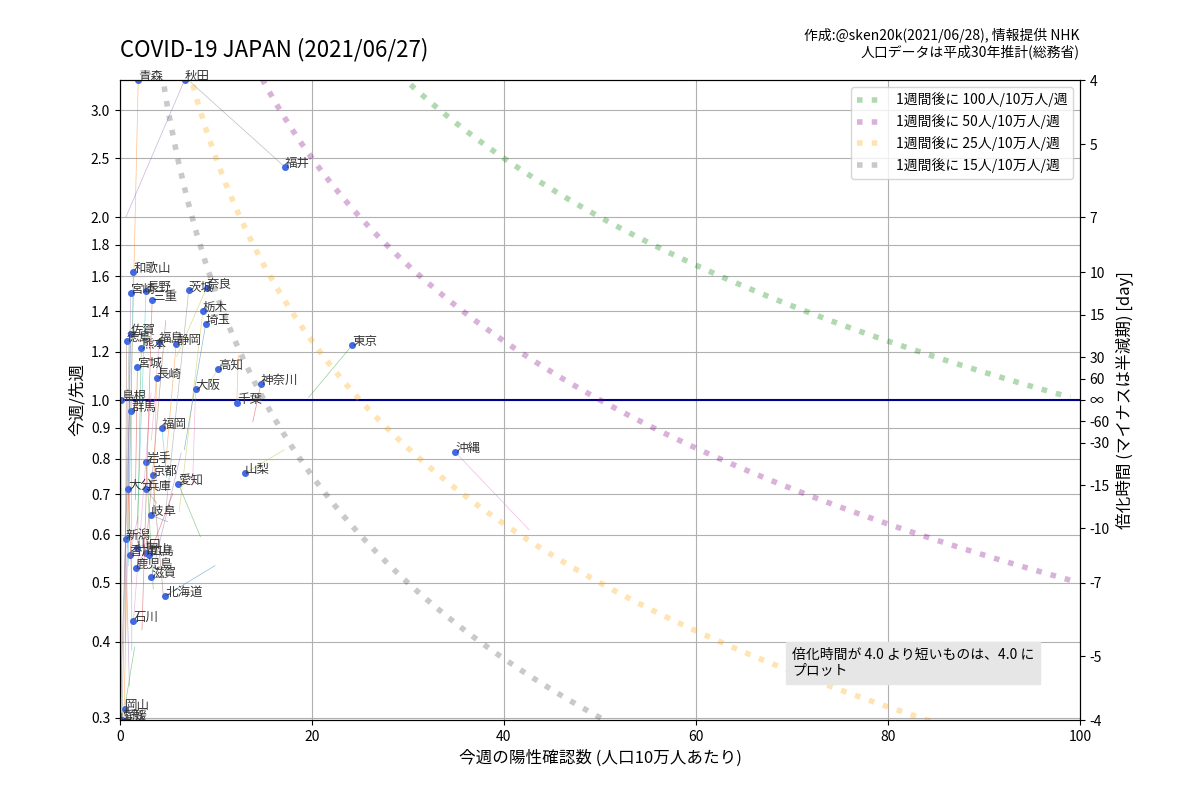 COVID-19 JAPAN (2021/06/27)
作成:@sken20k(2021/06/28), 情報提供 NHK
人口データは平成30年推計(総務省)
1週間後に 100人/10万人/週
1週間後に 50人/10万人/週
1週間後に 25人/10万人/週
1週間後に 15人/10万人/週
今週/先週
3.0
2.5
2.0
1.8
1.6
1.4
1.2
1.0
0.9
0.8
0.7
0.6
0.5
0.4
0.3
青森
秋田
福井
和歌山
宮崎
長野
三重
茨城
奈良
栃木
埼玉
佐賀
福島
静岡
熊本
東京
宮城
長崎
高知
大阪
神奈川
島根
群馬
千葉
福岡
沖縄
岩手
京都
山梨
大分
兵庫
愛知
岐阜
新潟
鹿児島
滋賀
北海道
石川
岡山
4
5
7
10
15
30
60
∞
-60
-30
-15
-10
-7
-5
-4
倍化時間 (マイナスは半減期) [day]
倍化時間が 4.0 より短いものは、4.0 に
プロット
0
20
40
60
80
100
今週の陽性確認数 (人口10万人あたり)